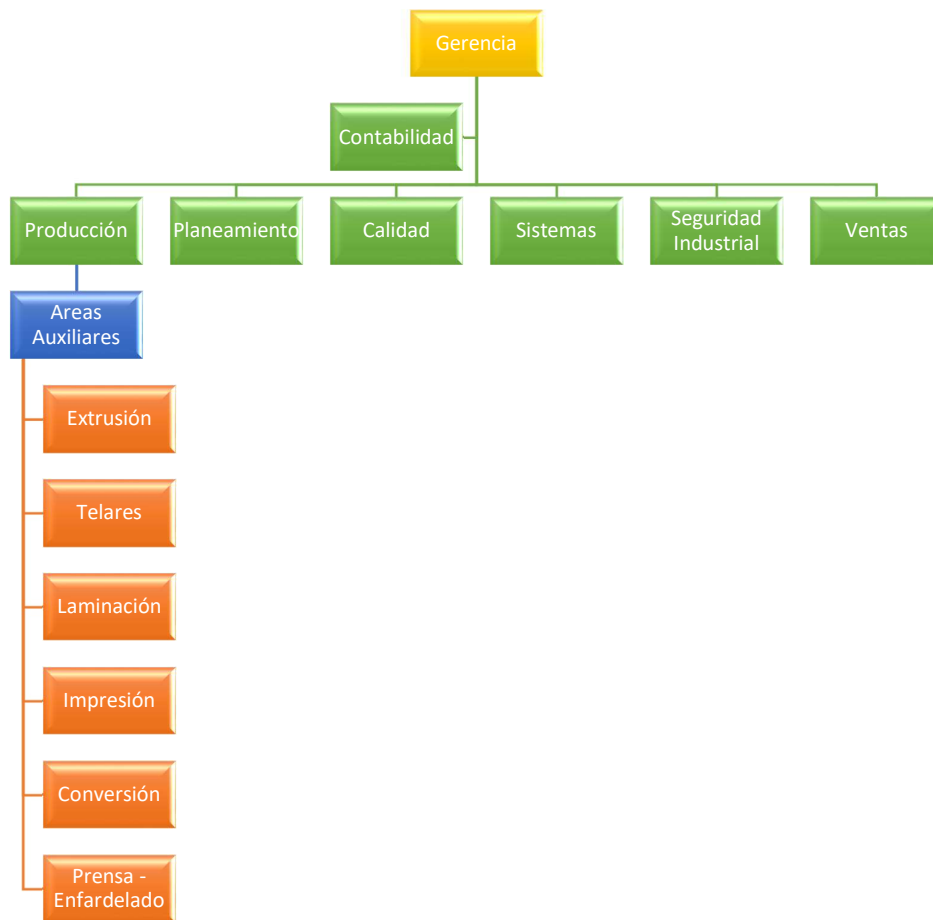 Gerencia
Contabilidad
Producción
Planeamiento
Calidad
Sistemas
Seguridad
Industrial
Ventas
Areas
Auxiliares
Extrusión
Telares
Laminación
Impresión
Conversión
Prensa -
Enfardelado